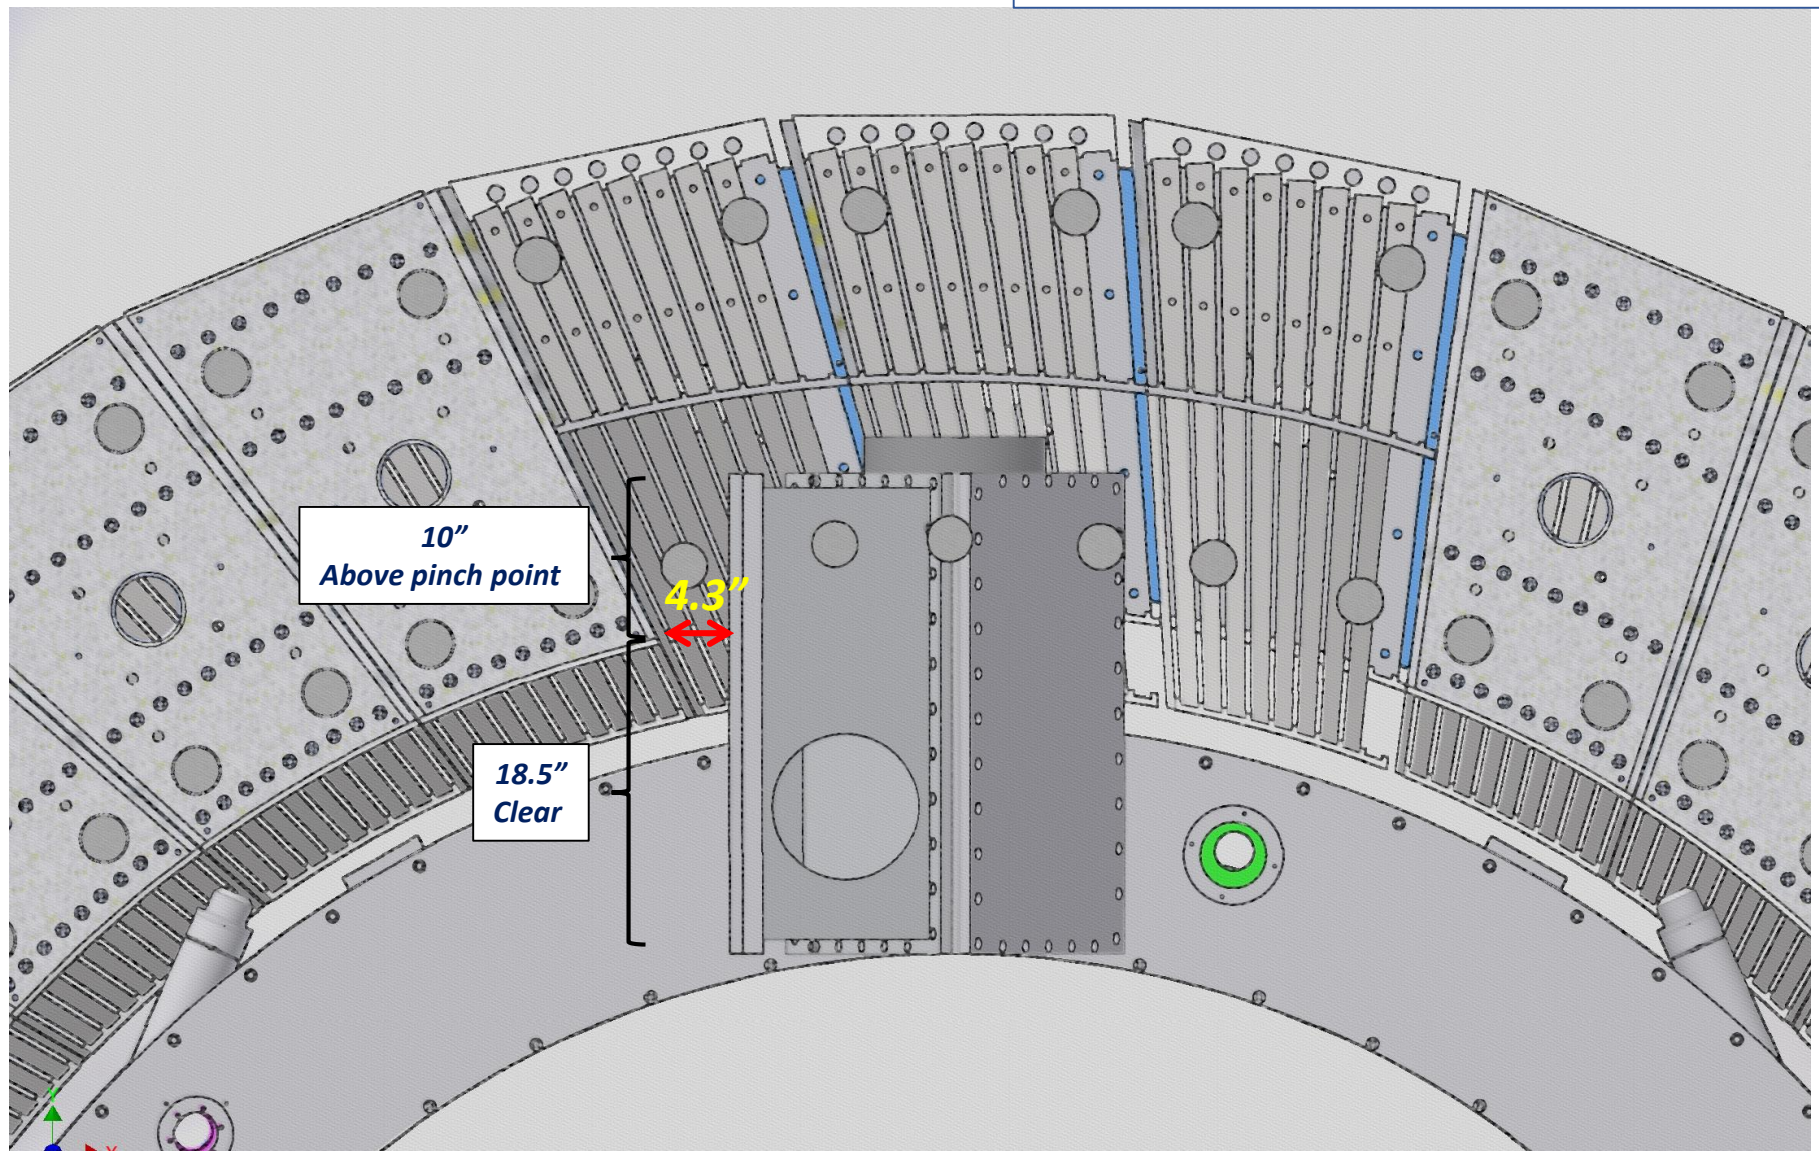 10”
Above pinch point
4.3”
18.5”
Clear
Y
X